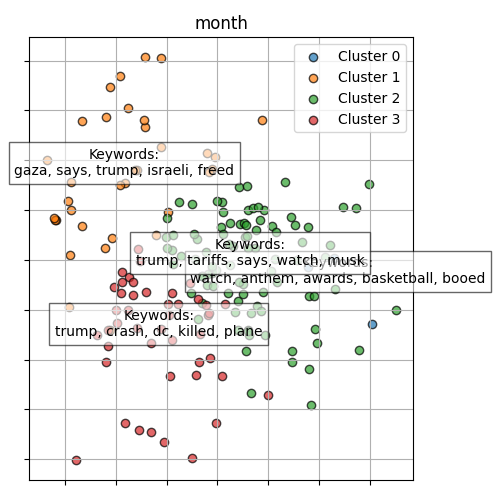 month
Cluster 0
Cluster 1
Cluster 2
Cluster 3
Keywords:
gaza, says, trump, israeli, freed
Keywords:
trump, tariffs, says, watch, musk
Keywords:
watch, anthem, awards, basketball, booed
Keywords:
trump, crash, dc, killed, plane